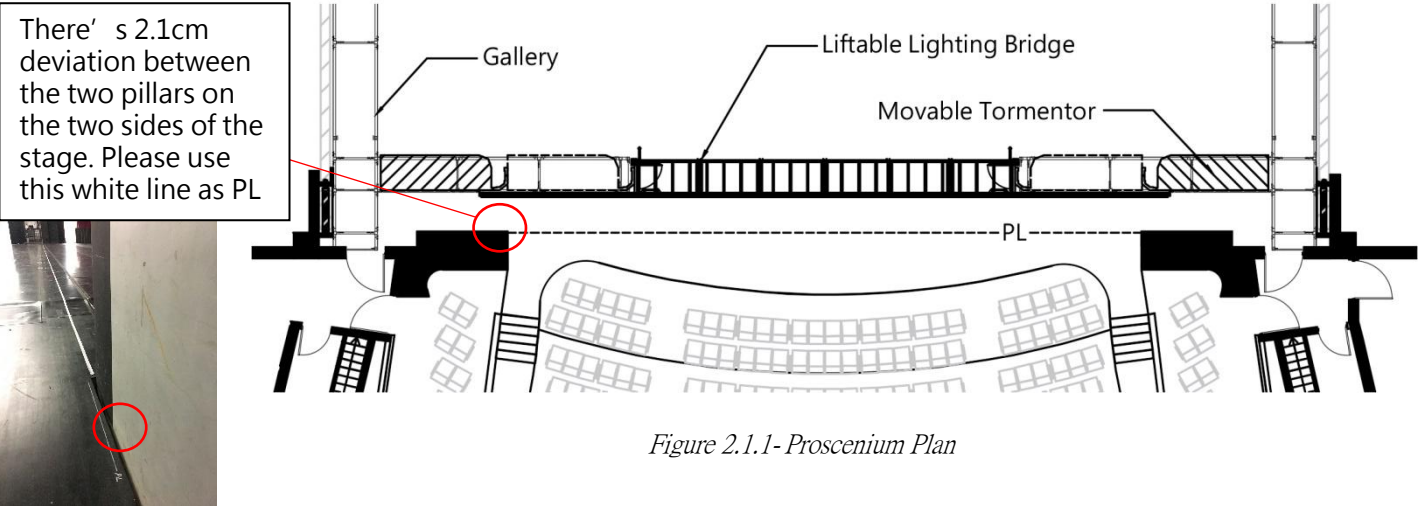 There’ s 2.1cm
deviation between
the two pillars on
the two sides of the
stage. Please use
this white line as PL
Gallery
Liftable Lighting Bridge
Movable Tormentor
PL
PL
Figure 2.1.1- Proscenium Plan